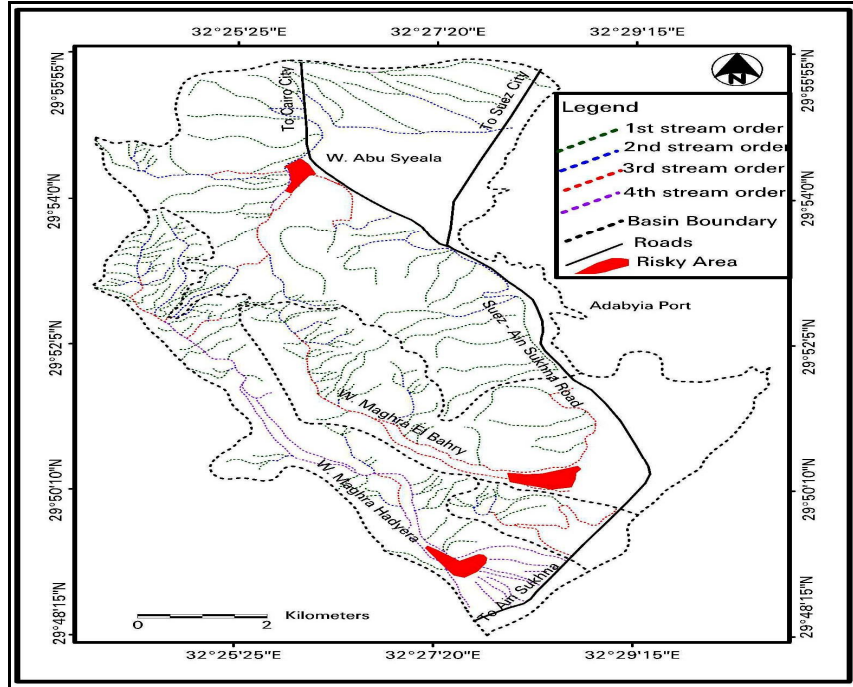 32°25'25"E 32°27'20"E 32°29'15"E
29°55'55"N
29°54'0"N
29°52'5"N
29°50'10"N
29°48'15"N
To Cairo City
To Suez City
N
W. Abu Syeala
Legend
1st stream order
2nd stream order
3rd stream order
4th stream order
Basin Boundary
Roads
Risky Area
Adabyia Port
Suez - Ain Sukhna Road
W. Maghra El Bahry
W. Maghra Hadyera
To Ain Sukhna
Kilometers
0 2
29°55'55"N
29°54'0"N
29°52'5"N
29°50'10"N
29°48'15"N
32°25'25"E 32°27'20"E 32°29'15"E